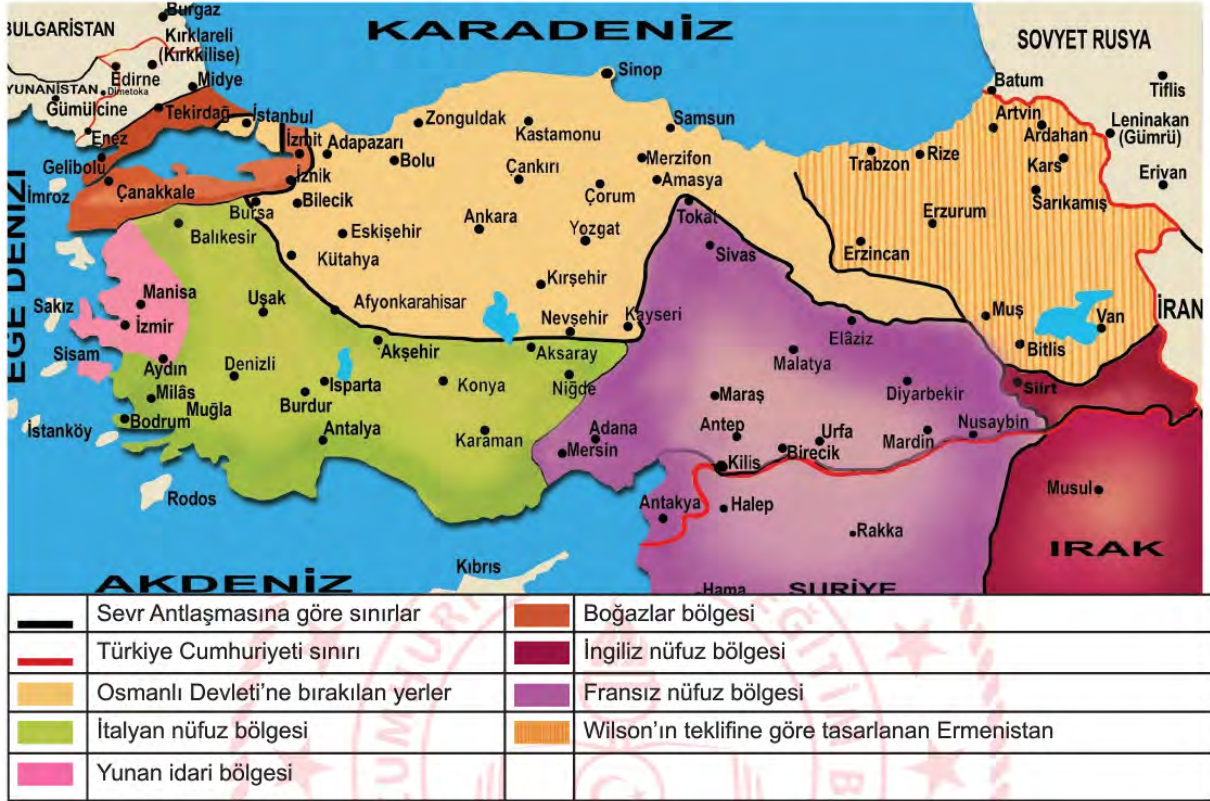 Burgaz
BULGARİSTAN
KARADENİZ
SOVYET RUSYA
Kırklareli
(Kırkkilise)
Edirne
YUNANİSTAN
Dimetoka
Midye
Sinop
Batum
Tiflis
Gümülcine
Tekirdağ
İstanbul
Zonguldak
Kastamonu
Samsun
Artvin
Ardahan
Leninakan
(Gümrü)
Enez
İzmit
Adapazarı
Bolu
Çankırı
Merzifon
Trabzon
Rize
Kars
Gelibolu
İznik
Çorum
Amasya
Erivan
İmroz
Çanakkale
Bursa
Bilecik
Ankara
Tokat
Sarıkamış
EGE DENİZİ
Balıkesir
Eskişehir
Yozgat
Sivas
Erzurum
Erzincan
Kütahya
Kırşehir
Sakız
Manisa
Uşak
Afyonkarahisar
Nevşehir
Kayseri
Elâziz
Muş
Van
İRAN
İzmir
Sisam
Aydın
Denizli
Akşehir
Aksaray
Malatya
Bitlis
Milâs
Isparta
Konya
Niğde
Maraş
Diyarbekir
Siirt
Muğla
Burdur
Bodrum
İstanköy
Antalya
Karaman
Adana
Mersin
Antep
Urfa
Mardin
Nusaybin
Birecik
Kilis
Rodos
Antakya
Halep
Musul
Rakka
IRAK
Kıbrıs
AKDENİZ
Hama
SURİYE
Sevr Antlaşmasına göre sınırlar
Boğazlar bölgesi
Türkiye Cumhuriyeti sınırı
İngiliz nüfuz bölgesi
Osmanlı Devleti’ne bırakılan yerler
Fransız nüfuz bölgesi
İtalyan nüfuz bölgesi
Wilson’ın teklifine göre tasarlanan Ermenistan
Yunan idari bölgesi